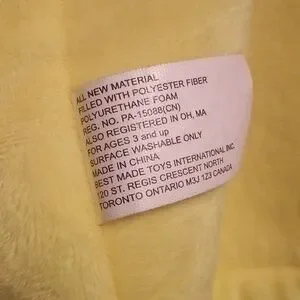 ALL NEW MATERIAL
FILLED WITH POLYESTER FIBER
POLYURETHANE FOAM
REG. NO. PA-15088(CN)
ALSO REGISTERED IN OH, MA
FOR AGES 3 and up
SURFACE WASHABLE ONLY
MADE IN CHINA
BEST MADE TOYS INTERNATIONAL INC.
120 ST. REGIS CRESCENT NORTH
TORONTO ONTARIO M3J 1Z3 CANADA